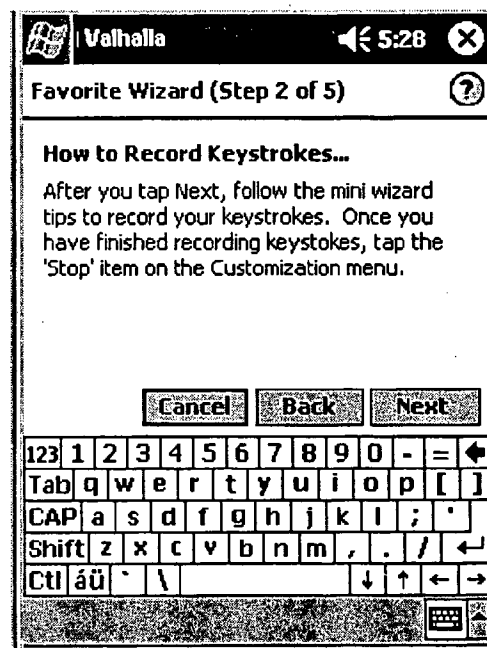 Valhalla 5:28
Favorite Wizard (Step 2 of 5) ?
How to Record Keystrokes...
After you tap Next, follow the mini wizard
tips to record your keystrokes. Once you
have finished recording keystokes, tap the
'Stop' item on the Customization menu.
Cancel Back Next
123 1 2 3 4 5 6 7 8 9 0 - =
Tab q w e r t y u i o p [ ]
CAP a s d f g h j k l ; '
Shift z x c v b n m , . /
Ctl áü ` \ ↓ ↑ ← →